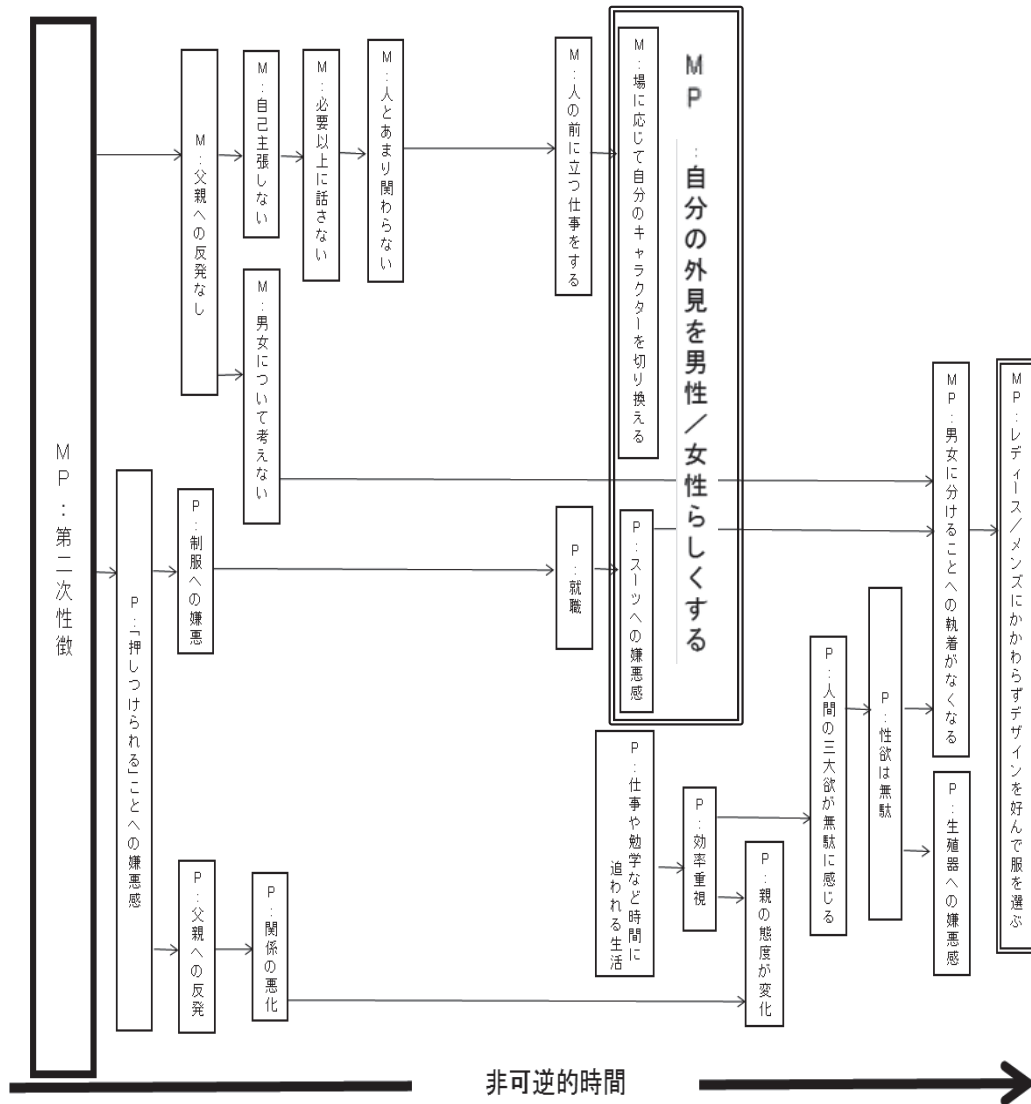 MP：第二次性徴
M：父親への反発なし
M：自己主張しない
M：必要以上に話さない
M：人とあまり関わらない
M：人の前に立つ仕事をする
M：場に応じて自分のキャラクターを切り換える
MP：自分の外見を男性／女性らしくする
M：男女について考えない
P：「押しつけられる」ことへの嫌悪感
P：制服への嫌悪
P：就職
P：スーツへの嫌悪感
P：父親への反発
P：関係の悪化
P：仕事や勉学など時間に
追われる生活
P：効率重視
P：親の態度が変化
P：人間の三大欲が無駄に感じる
P：性欲は無駄
MP：男女に分けることへの執着がなくなる
P：生殖器への嫌悪感
MP：レディース／メンズにかかわらずデザインを好んで服を選ぶ
非可逆的時間